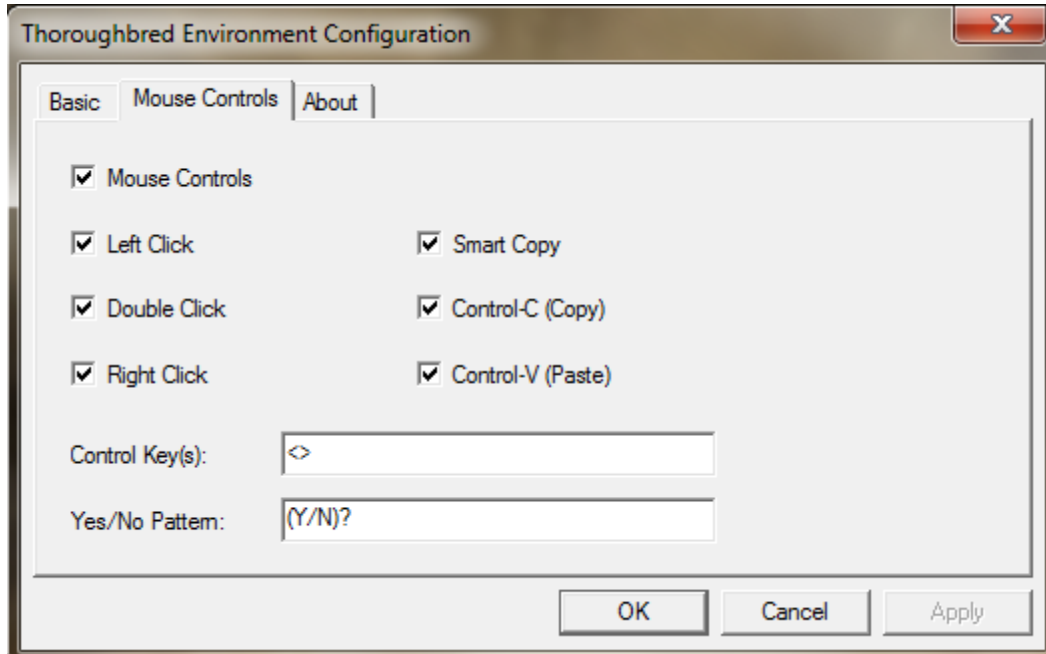 Thoroughbred Environment Configuration
Basic Mouse Controls About
Mouse Controls
Left Click Smart Copy
Double Click Control-C (Copy)
Right Click Control-V (Paste)
Control Key(s): <>
Yes/No Pattern: (Y/N)?
OK Cancel Apply